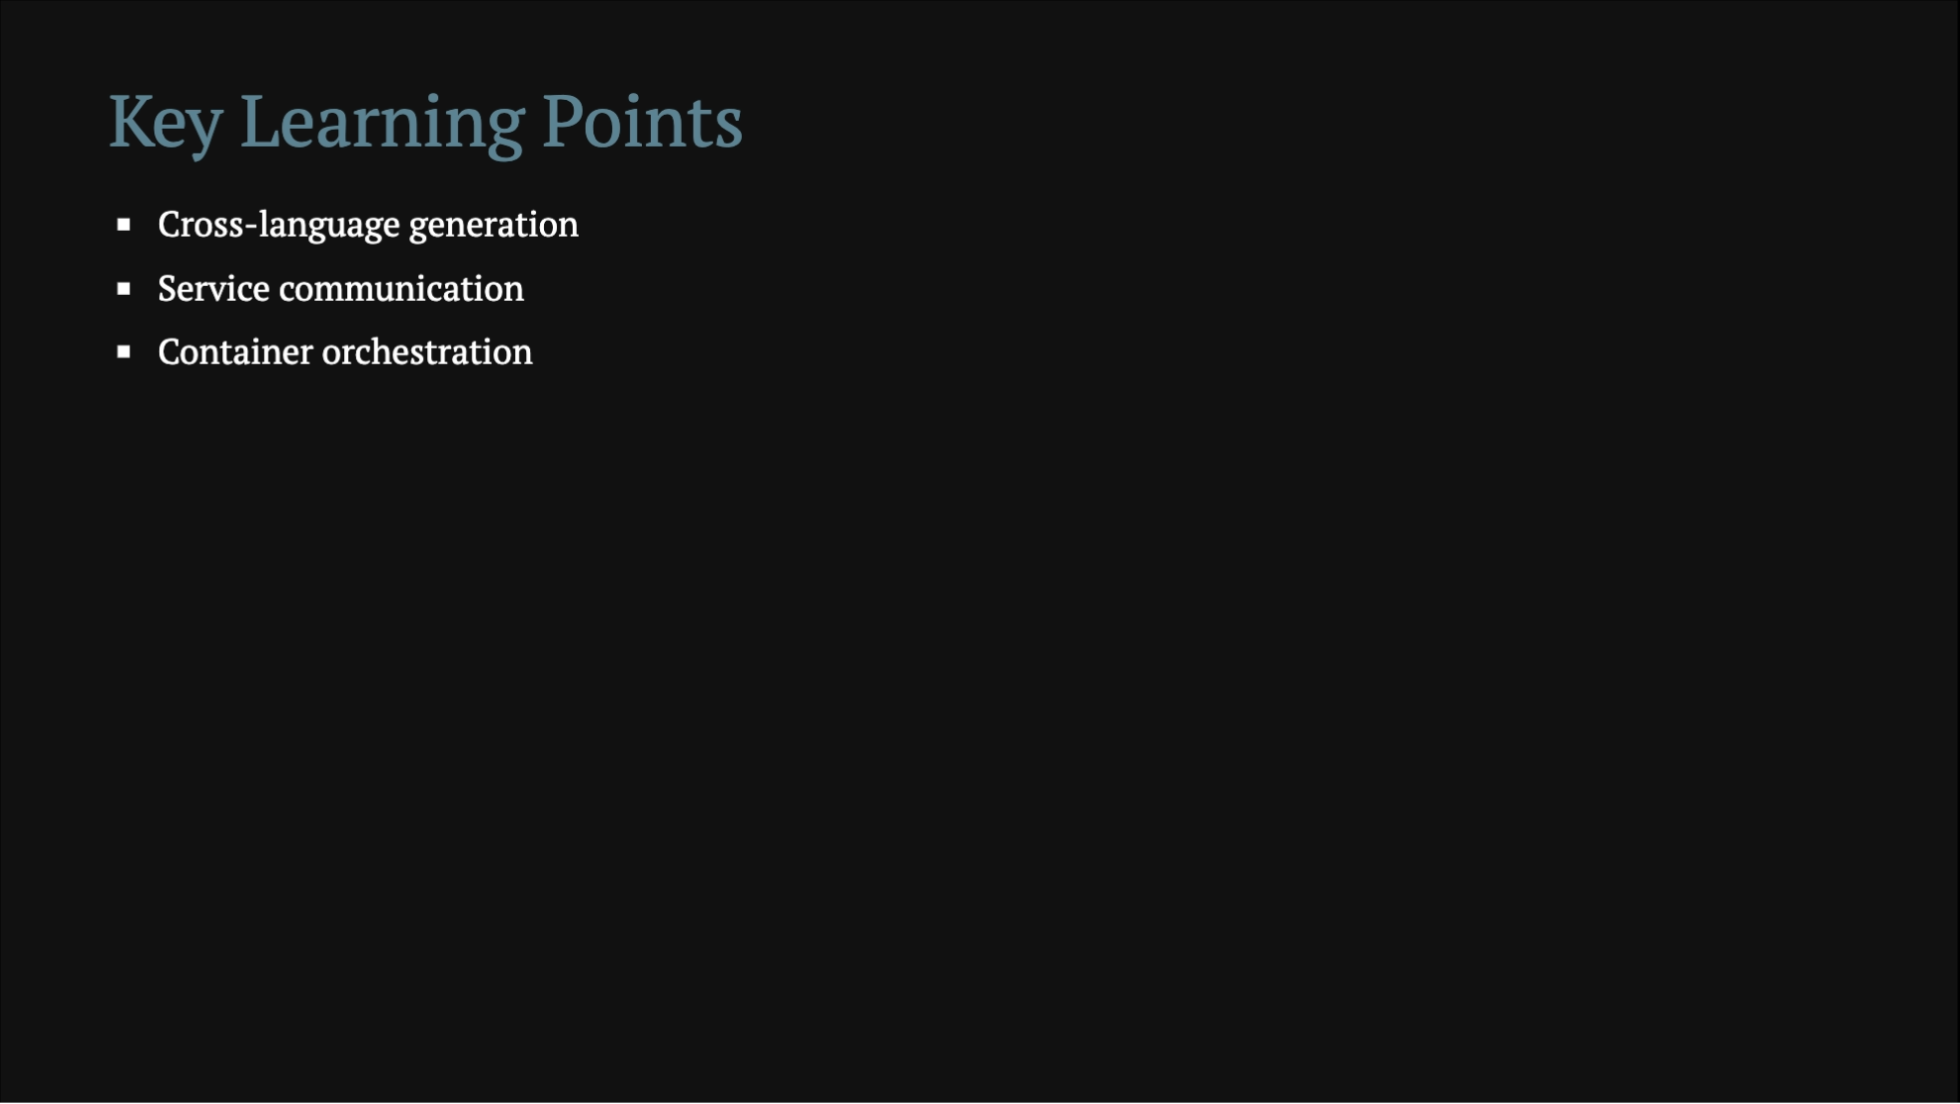 Key Learning Points
Cross-language generation
Service communication
Container orchestration